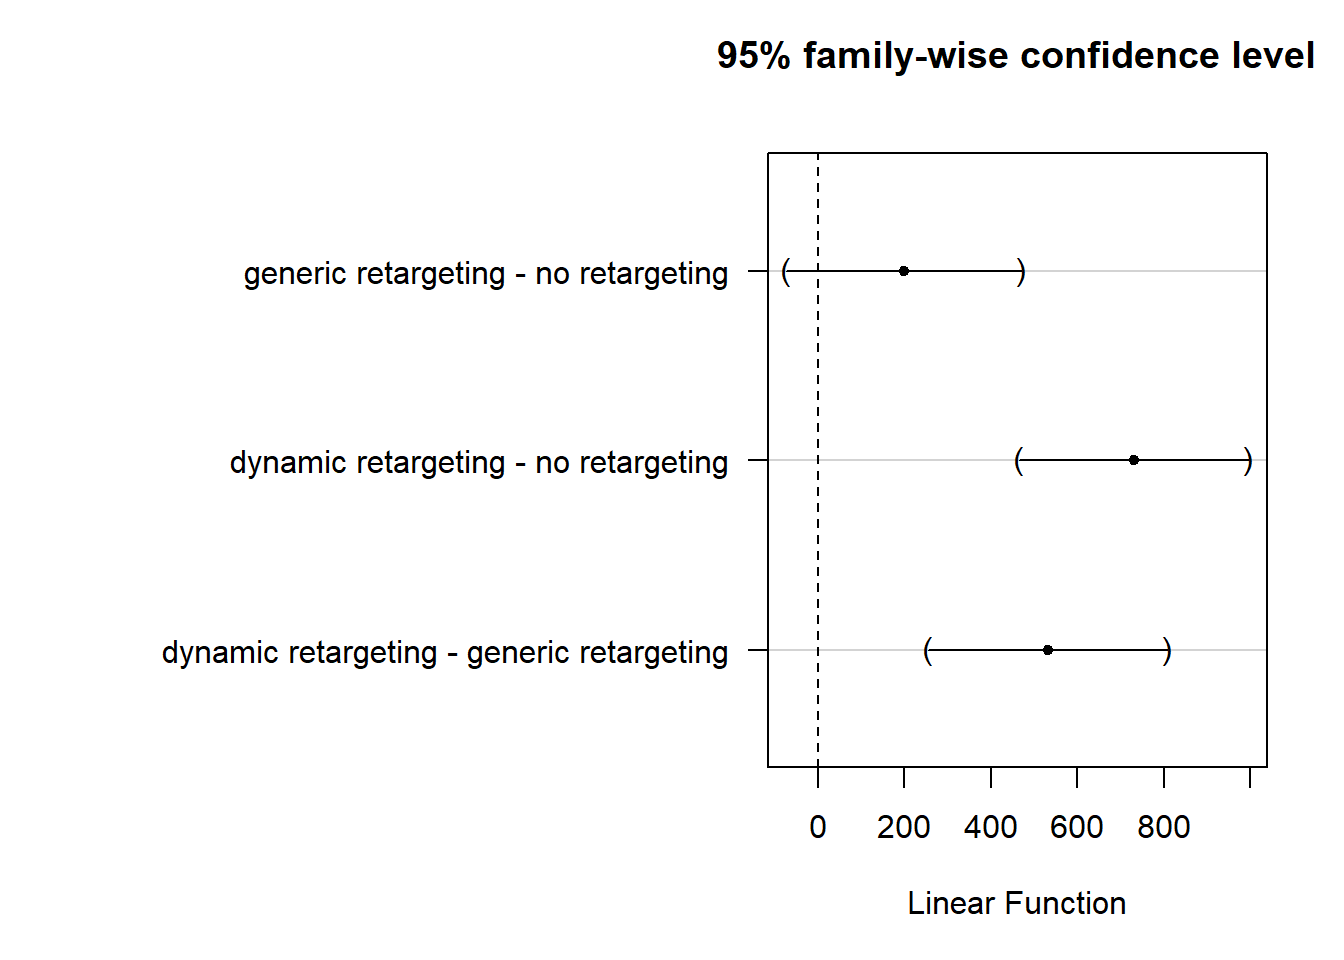 95% family-wise confidence level
generic retargeting - no retargeting
dynamic retargeting - no retargeting
dynamic retargeting - generic retargeting
0 200 400 600 800
Linear Function